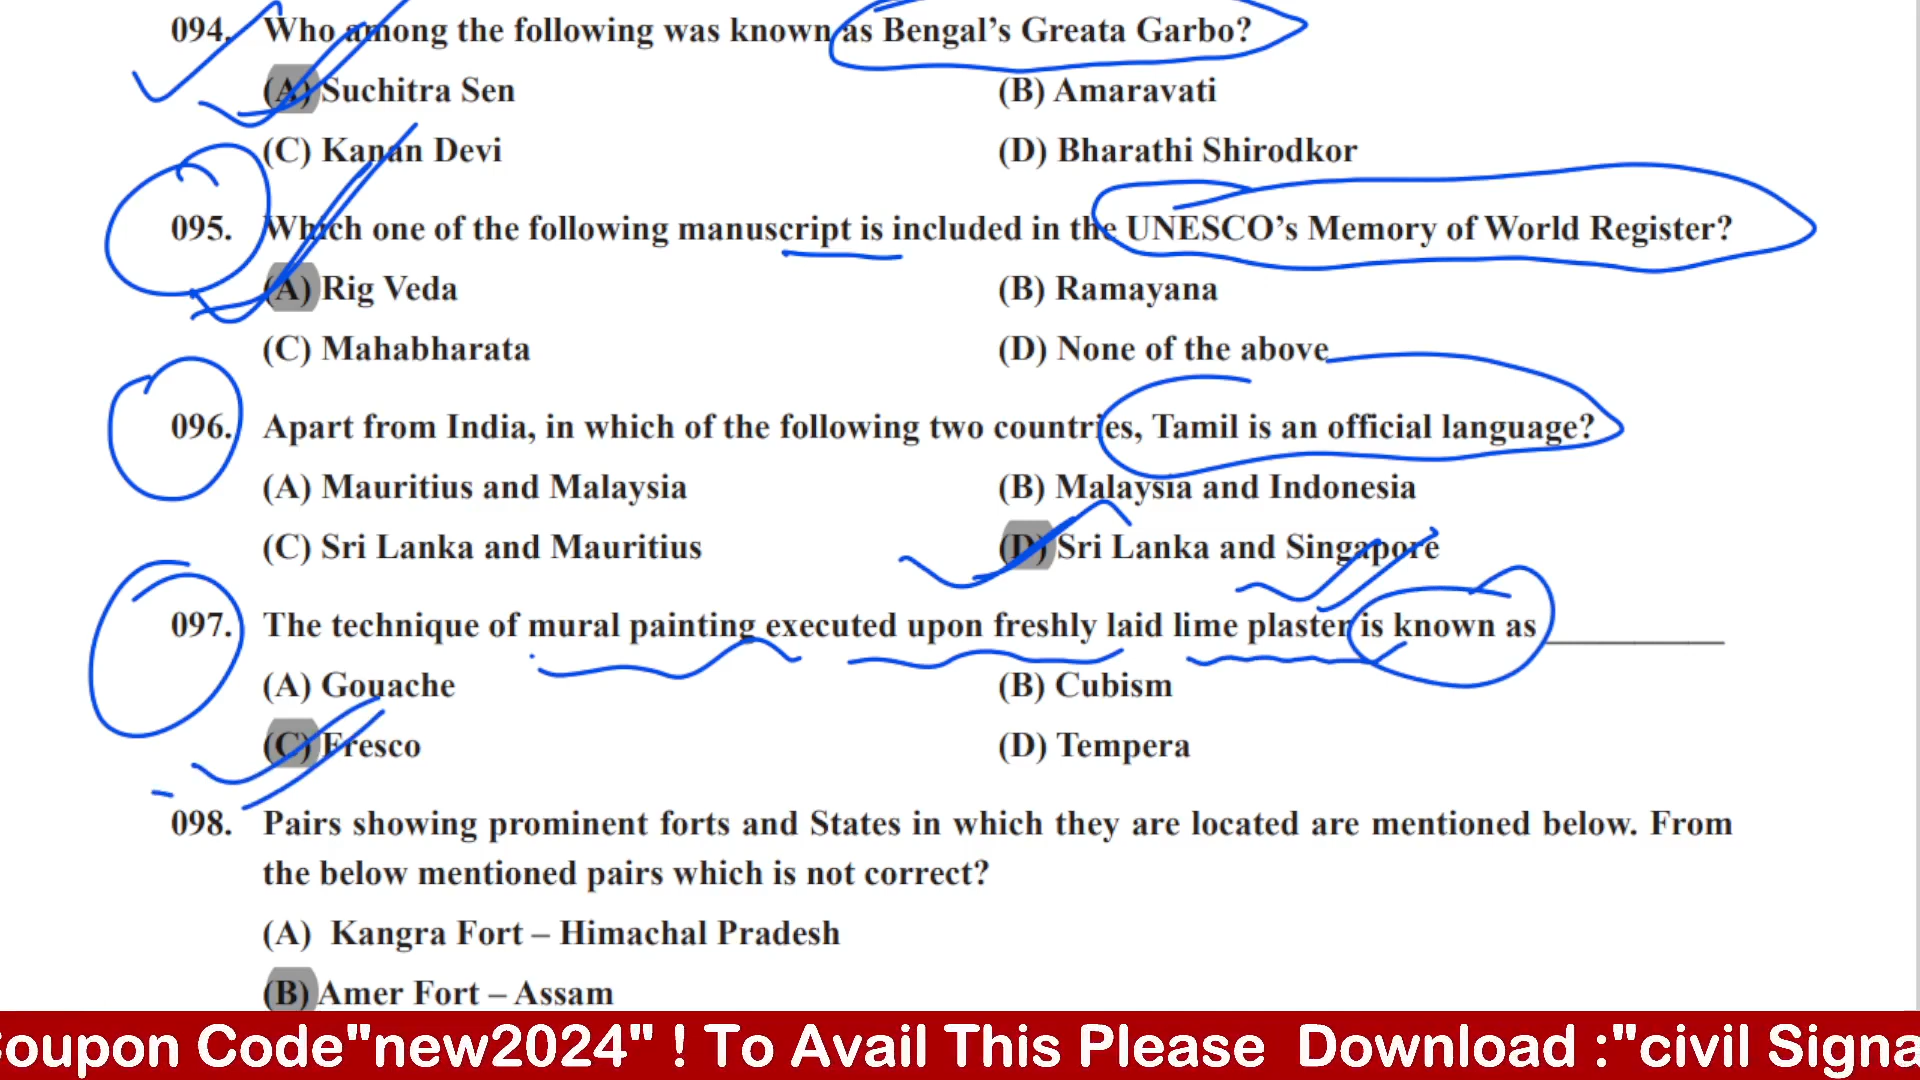 094. Who among the following was known as Bengal's Greata Garbo?
(A) Suchitra Sen (B) Amaravati
(C) Kanan Devi (D) Bharathi Shirodkor
095. Which one of the following manuscript is included in the UNESCO's Memory of World Register?
(A) Rig Veda (B) Ramayana
(C) Mahabharata (D) None of the above
096. Apart from India, in which of the following two countries, Tamil is an official language?
(A) Mauritius and Malaysia (B) Malaysia and Indonesia
(C) Sri Lanka and Mauritius (D) Sri Lanka and Singapore
097. The technique of mural painting executed upon freshly laid lime plaster is known as ___________
(A) Gouache (B) Cubism
(C) Fresco (D) Tempera
098. Pairs showing prominent forts and States in which they are located are mentioned below. From
the below mentioned pairs which is not correct?
(A) Kangra Fort – Himachal Pradesh
(B) Amer Fort – Assam
Coupon Code"new2024" ! To Avail This Please Download :"civil Signa